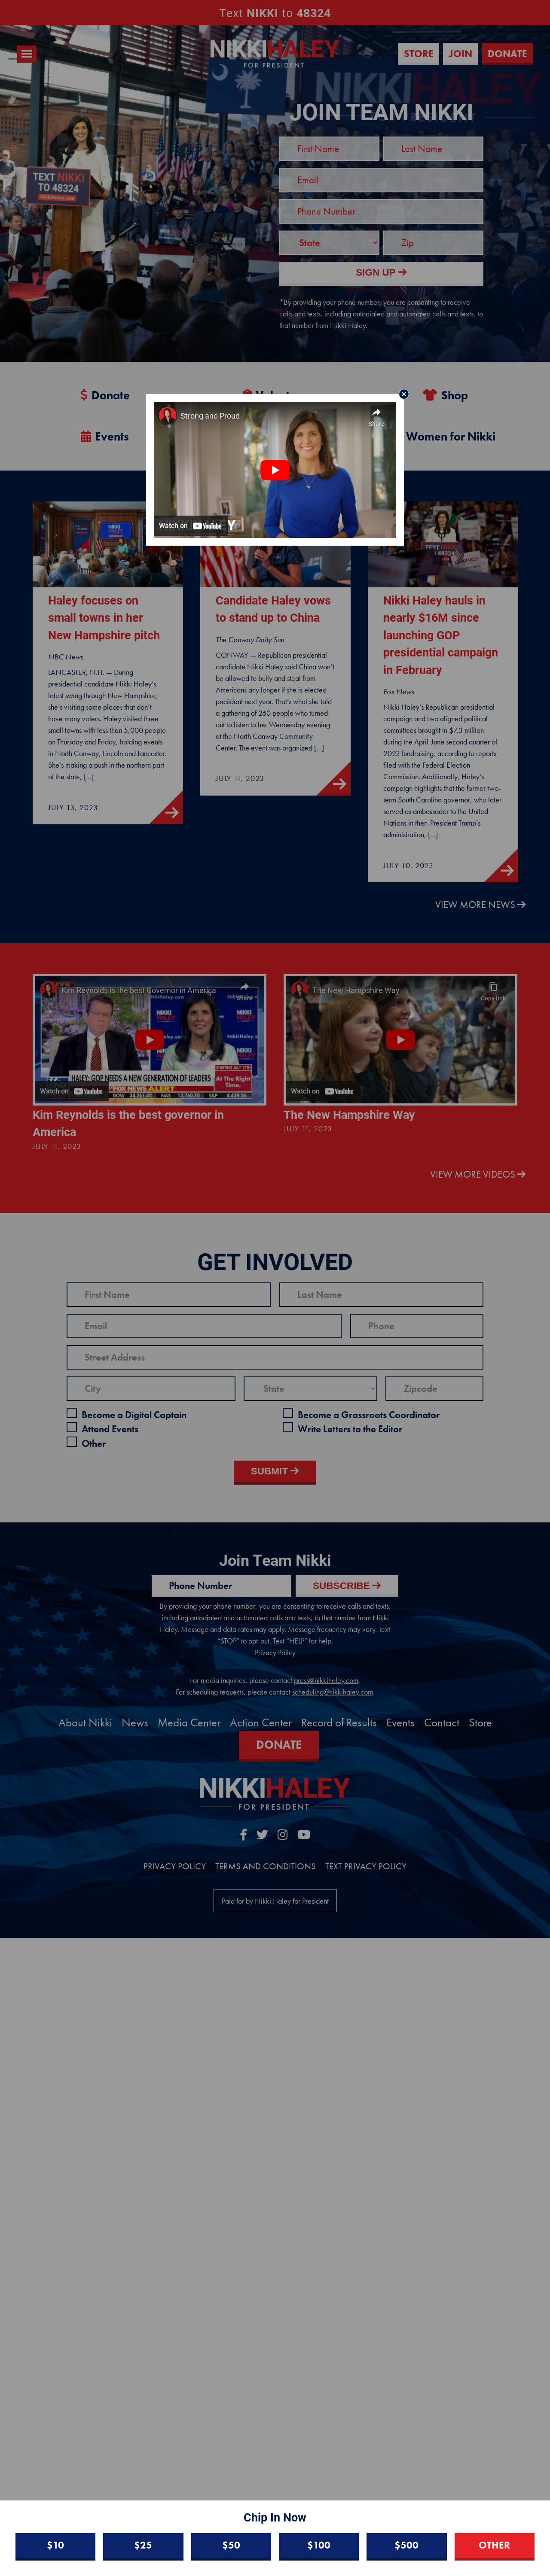 Text NIKKI to 48324
NIKKIHALEY
FOR PRESIDENT
STORE
JOIN
DONATE
NIKKIHALEY
TEXT NIKKI
TO 48324
JOIN TEAM NIKKI
First Name
Last Name
Email
Phone Number
State
Zip
SIGN UP
*By providing your phone number, you are consenting to receive
calls and texts, including autodialed and automated calls and texts, to
that number from Nikki Haley.
Donate
Shop
Events
Women for Nikki
Strong and Proud
Share
Watch on YouTube
Haley focuses on
small towns in her
New Hampshire pitch
NBC News
LANCASTER, N.H. — During
presidential candidate Nikki Haley's
latest swing through New Hampshire,
she's visiting some places that don't
have many voters. Haley visited three
small towns with less than 5,000 people
on Thursday and Friday, holding events
in North Conway, Lincoln and Lancaster.
She's making a push in the northern part
of the state, [...]
JULY 13, 2023
Candidate Haley vows
to stand up to China
The Conway Daily Sun
CONWAY — Republican presidential
candidate Nikki Haley said China won't
be allowed to bully and steal from
Americans any longer if she is elected
president next year. That's what she told
a gathering of 260 people who turned
out to listen to her Wednesday evening
at the North Conway Community
Center. The event was organized [...]
JULY 11, 2023
Nikki Haley hauls in
nearly $16M since
launching GOP
presidential campaign
in February
Fox News
Nikki Haley's Republican presidential
campaign and two aligned political
committees brought in $7.3 million
during the April-June second quarter of
2023 fundraising, according to reports
filed with the Federal Election
Commission. Additionally, Haley's
campaign highlights that the former two-
term South Carolina governor, who later
served as ambassador to the United
Nations in then-President Trump's
administration, [...]
JULY 10, 2023
VIEW MORE NEWS
Kim Reynolds is the best Governor in America
HALEY: GOP NEEDS A NEW GENERATION OF LEADERS
FOX NEWS ALERT
At The Right Time.
Watch on YouTube
The New Hampshire Way
Copy link
Watch on YouTube
Kim Reynolds is the best governor in
America
JULY 11, 2023
The New Hampshire Way
JULY 11, 2023
VIEW MORE VIDEOS
GET INVOLVED
First Name
Last Name
Email
Phone
Street Address
City
State
Zipcode
Become a Digital Captain
Become a Grassroots Coordinator
Attend Events
Write Letters to the Editor
Other
SUBMIT
Join Team Nikki
Phone Number
SUBSCRIBE
By providing your phone number, you are consenting to receive calls and texts,
including autodialed and automated calls and texts, to that number from Nikki
Haley. Message and data rates may apply. Message frequency may vary. Text
"STOP" to opt-out. Text "HELP" for help.
Privacy Policy
For media inquiries, please contact press@nikkihaley.com.
For scheduling requests, please contact scheduling@nikkihaley.com.
About Nikki
News
Media Center
Action Center
Record of Results
Events
Contact
Store
DONATE
NIKKIHALEY
FOR PRESIDENT
PRIVACY POLICY
TERMS AND CONDITIONS
TEXT PRIVACY POLICY
Paid for by Nikki Haley for President
Chip In Now
$10
$25
$50
$100
$500
OTHER